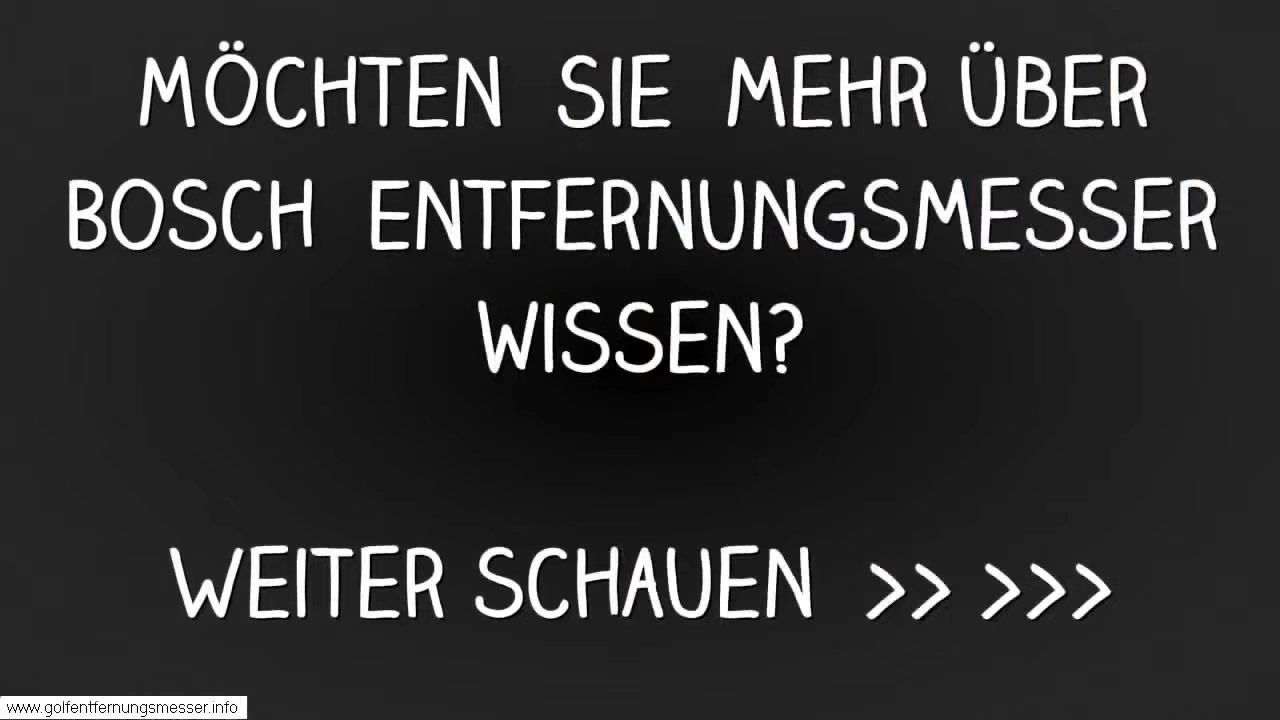 MÖCHTEN SIE MEHR ÜBER
BOSCH ENTFERNUNGSMESSER
WISSEN?
WEITER SCHAUEN >> >>>
www.golfentfernungsmesser.info